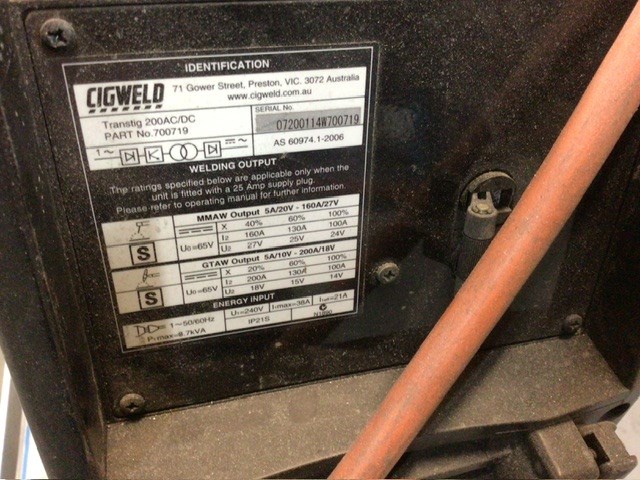 IDENTIFICATION
CIGWELD
71 Gower Street, Preston, VIC. 3072 Australia
www.cigweld.com.au
Transtig 200AC/DC
PART No.700719
SERIAL No.
07200114W700719
1~
AS 60974.1-2006
WELDING OUTPUT
The ratings specified below are applicable only when the
unit is fitted with a 25 Amp supply plug.
Please refer to operating manual for further information.
MMAW Output 5A/20V - 160A/27V
X 40% 60% 100%
S U0=65V I2 160A 130A 100A
U2 27V 25V 24V
GTAW Output 5A/10V - 200A/18V
X 20% 60% 100%
S U0=65V I2 200A 130A 100A
U2 18V 15V 14V
ENERGY INPUT
1~50/60Hz U1=240V I1max=38A I1eff=21A
P1max=8.7kVA IP21S